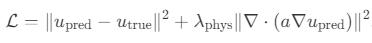 ℒ = ‖u_pred − u_true‖² + λ_phys‖∇ · (a∇u_pred)‖²